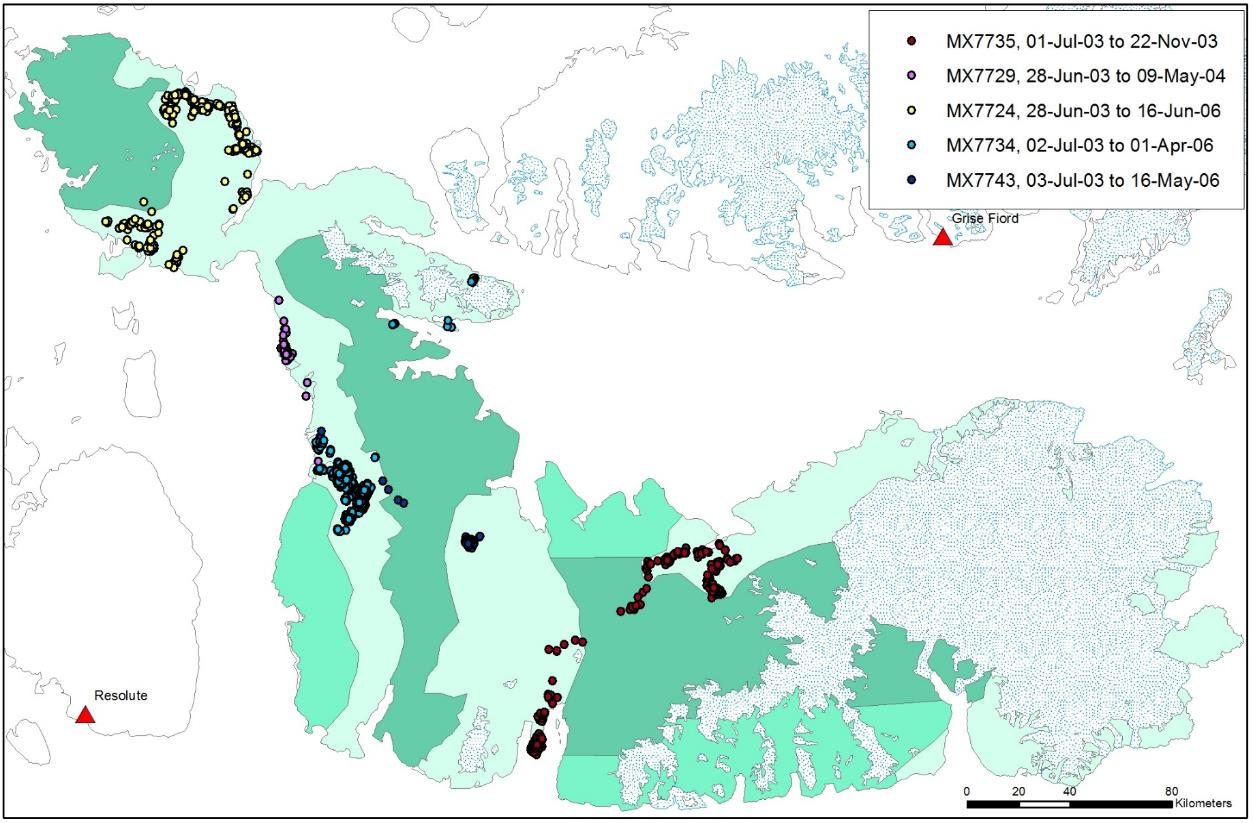 MX7735, 01-Jul-03 to 22-Nov-03
MX7729, 28-Jun-03 to 09-May-04
MX7724, 28-Jun-03 to 16-Jun-06
MX7734, 02-Jul-03 to 01-Apr-06
MX7743, 03-Jul-03 to 16-May-06
Grise Fiord
Resolute
0 20 40 80
Kilometers